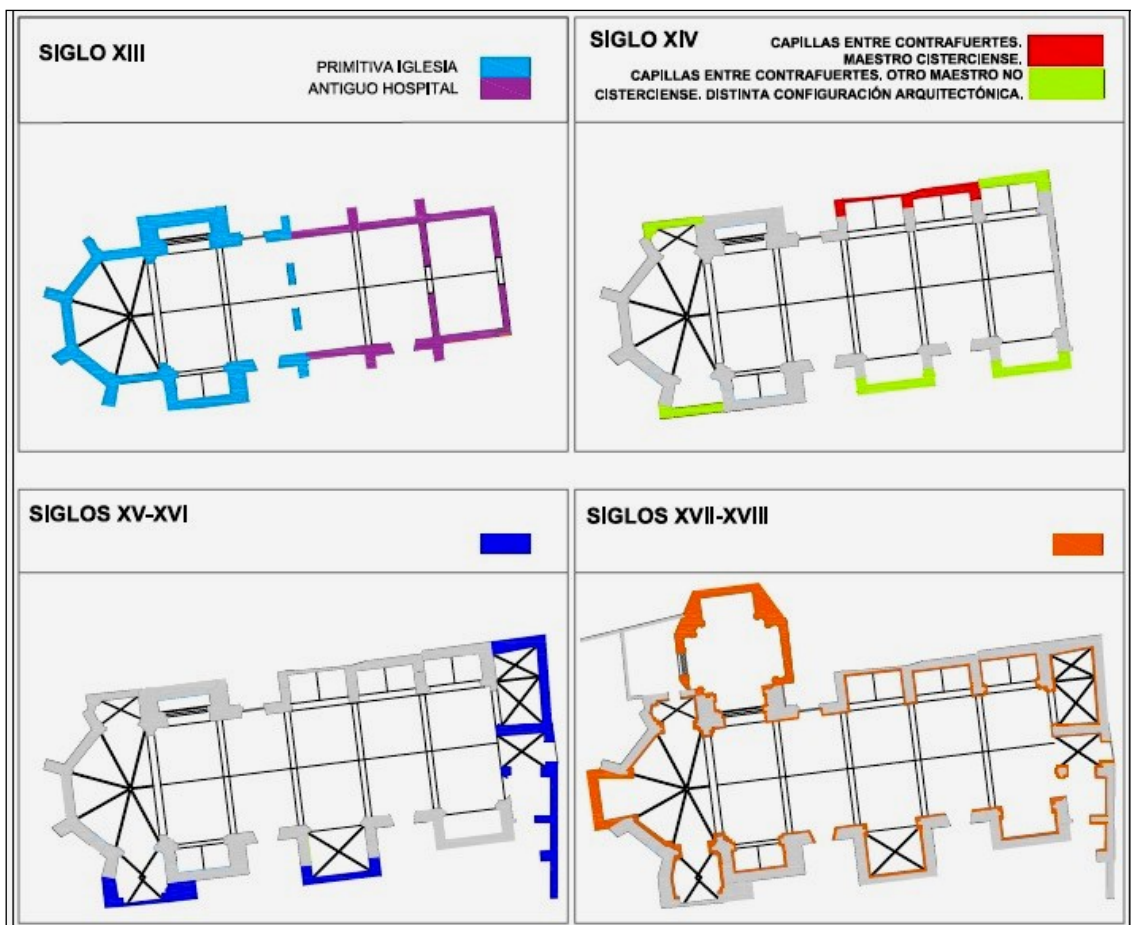 SIGLO XIII
PRIMITIVA IGLESIA
ANTIGUO HOSPITAL
SIGLO XIV
CAPILLAS ENTRE CONTRAFUERTES.
MAESTRO CISTERCIENSE.
CAPILLAS ENTRE CONTRAFUERTES. OTRO MAESTRO NO
CISTERCIENSE. DISTINTA CONFIGURACIÓN ARQUITECTÓNICA.
SIGLOS XV-XVI
SIGLOS XVII-XVIII